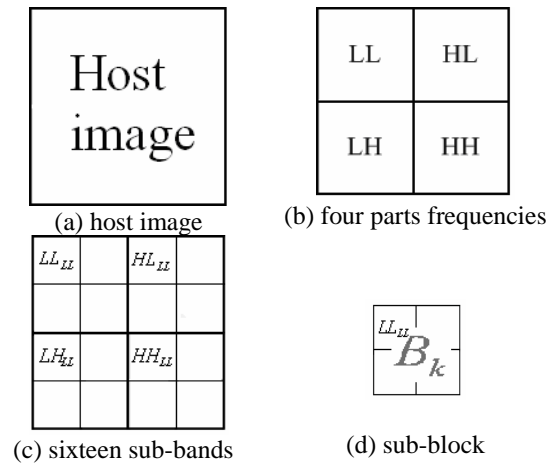 Host
image
LL HL
LH HH
(a) host image
(b) four parts frequencies
LL_LL HL_LL
LH_LL HH_LL
LL_LL
B_k
(c) sixteen sub-bands
(d) sub-block